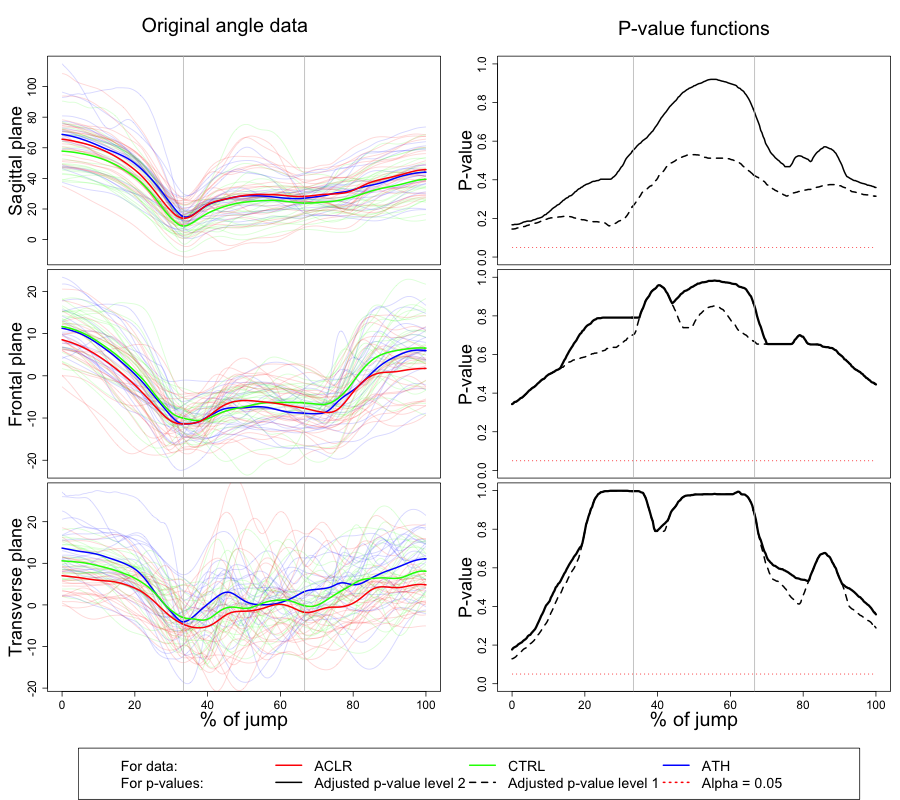 Original angle data
P-value functions
Sagittal plane
0 20 40 60 80 100
P-value
0.0 0.2 0.4 0.6 0.8 1.0
Frontal plane
-20 -10 0 10 20
P-value
0.0 0.2 0.4 0.6 0.8 1.0
Transverse plane
-20 -10 0 10 20
P-value
0.0 0.2 0.4 0.6 0.8 1.0
0 20 40 60 80 100
0 20 40 60 80 100
% of jump
% of jump
For data: ACLR CTRL ATH
For p-values: Adjusted p-value level 2 Adjusted p-value level 1 Alpha = 0.05